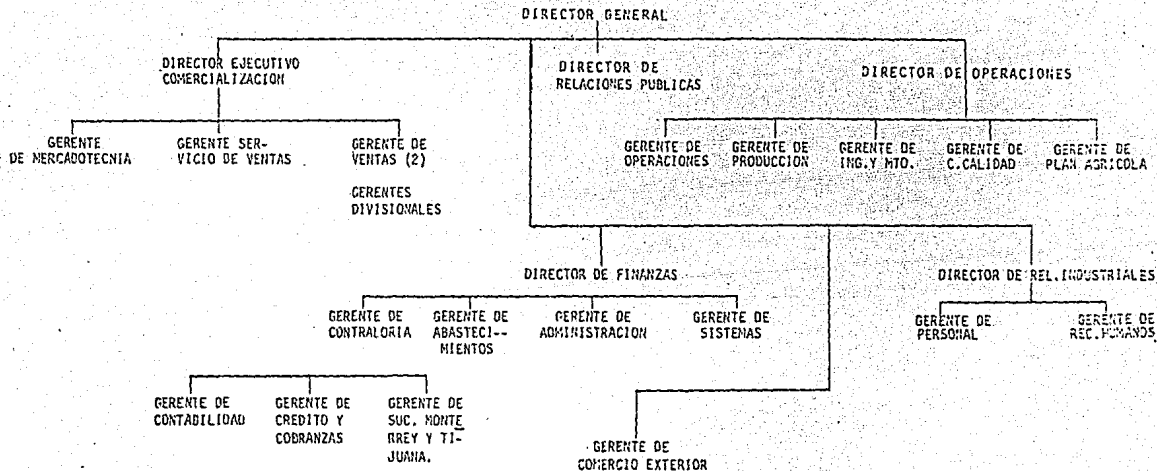 DIRECTOR GENERAL
DIRECTOR EJECUTIVO
COMERCIALIZACION
DIRECTOR DE
RELACIONES PUBLICAS
DIRECTOR DE OPERACIONES
GERENTE
DE MERCADOTECNIA
GERENTE SER-
VICIO DE VENTAS
GERENTE DE
VENTAS (2)
GERENTES
DIVISIONALES
GERENTE DE
OPERACIONES
GERENTE DE
PRODUCCION
GERENTE DE
ING.Y MTO.
GERENTE DE
C.CALIDAD
GERENTE DE
PLAN AGRICOLA
DIRECTOR DE FINANZAS
DIRECTOR DE REL.INDUSTRIALES
GERENTE DE
CONTRALORIA
GERENTE DE
ABASTECI--
MIENTOS
GERENTE DE
ADMINISTRACION
GERENTE DE
SISTEMAS
GERENTE DE
PERSONAL
GERENTE DE
REC.HUMANOS
GERENTE DE
CONTABILIDAD
GERENTE DE
CREDITO Y
COBRANZAS
GERENTE DE
SUC. MONTE
RREY Y TI-
JUANA.
GERENTE DE
COMERCIO EXTERIOR